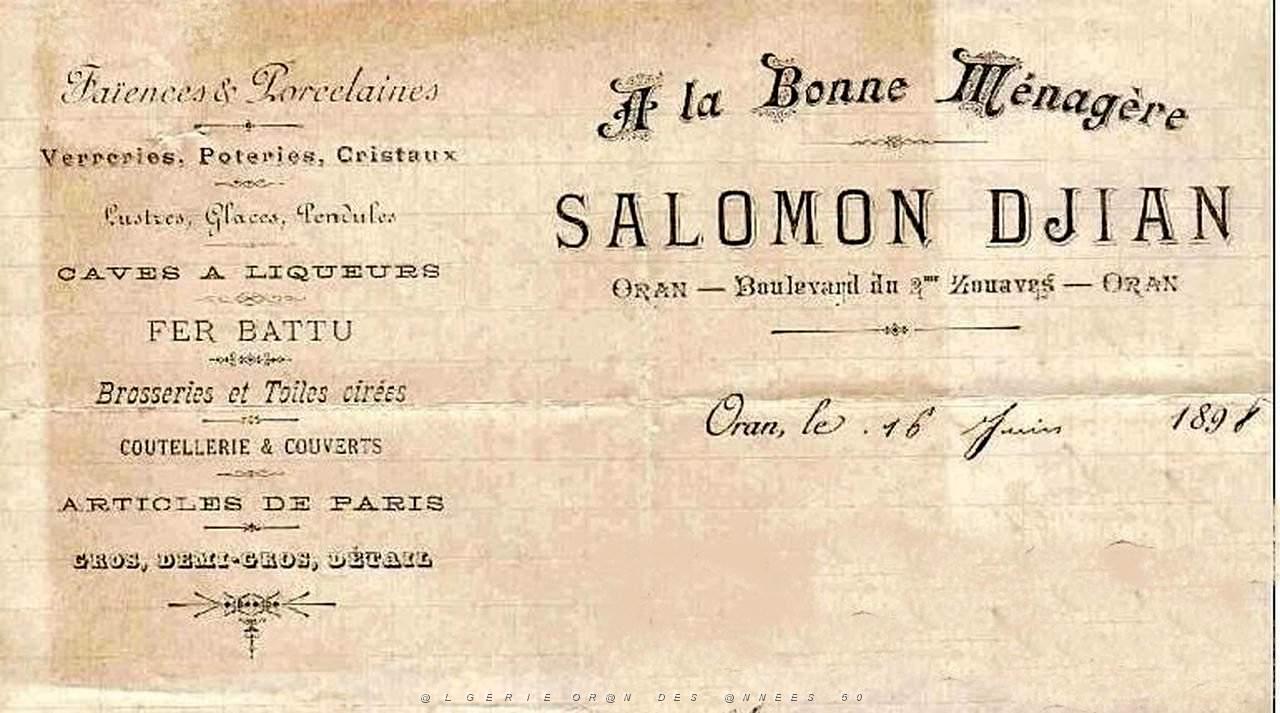 Faïences & Porcelaines
Verreries, Poteries, Cristaux
Lustres, Glaces, Pendules
CAVES A LIQUEURS
FER BATTU
Brosseries et Toiles cirées
COUTELLERIE & COUVERTS
ARTICLES DE PARIS
GROS, DEMI-GROS, DÉTAIL
A la Bonne Ménagère
SALOMON DJIAN
ORAN — Boulevard du 2me Zouaves — ORAN
Oran, le 16 Juin 1898
@LGERIE OR@N DES @NNEES 50